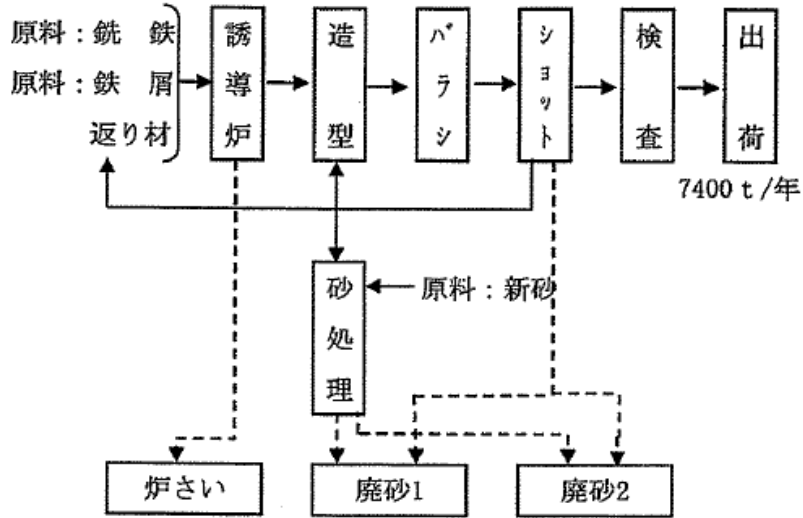 原料：銑 鉄
原料：鉄 屑
返り材
誘導炉
造型
バラシ
ショット
検査
出荷
7400ｔ/年
砂処理
原料：新砂
炉さい
廃砂1
廃砂2